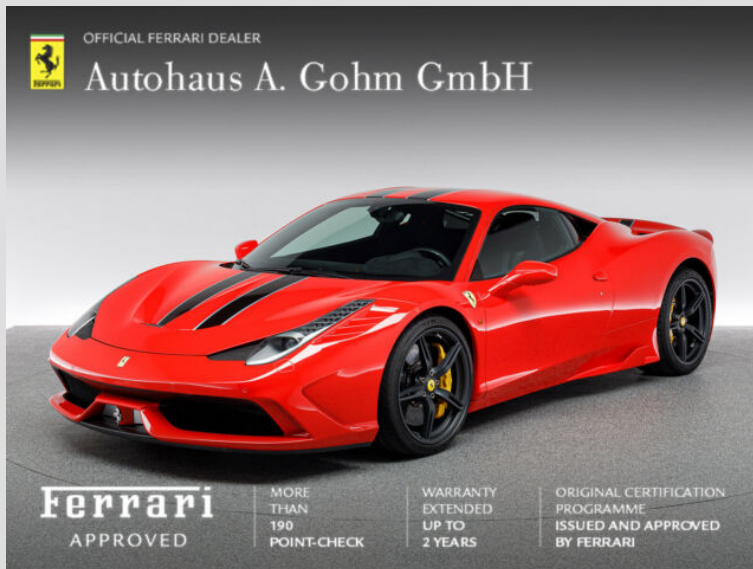 OFFICIAL FERRARI DEALER
Autohaus A. Gohm GmbH
Ferrari
Ferrari
APPROVED
MORE
THAN
190
POINT-CHECK
WARRANTY
EXTENDED
UP TO
2 YEARS
ORIGINAL CERTIFICATION
PROGRAMME
ISSUED AND APPROVED
BY FERRARI